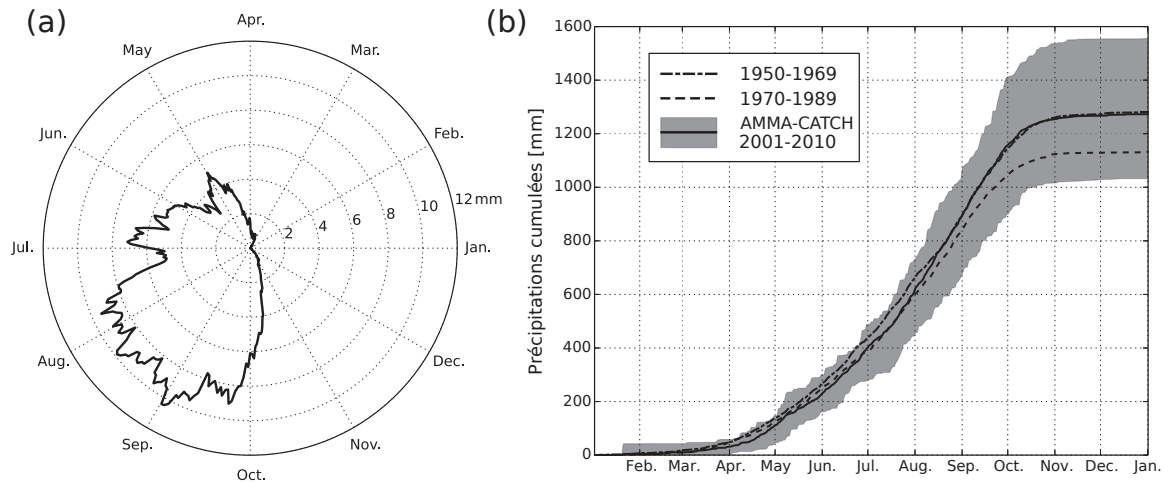 (a)
Apr.
May
Mar.
Jun.
Feb.
Jul.
2
4
6
8
10
12 mm
Jan.
Aug.
Dec.
Sep.
Nov.
Oct.
(b)
Précipitations cumulées [mm]
1600
1400
1200
1000
800
600
400
200
0
1950-1969
1970-1989
AMMA-CATCH
2001-2010
Feb. Mar. Apr. May Jun. Jul. Aug. Sep. Oct. Nov. Dec. Jan.